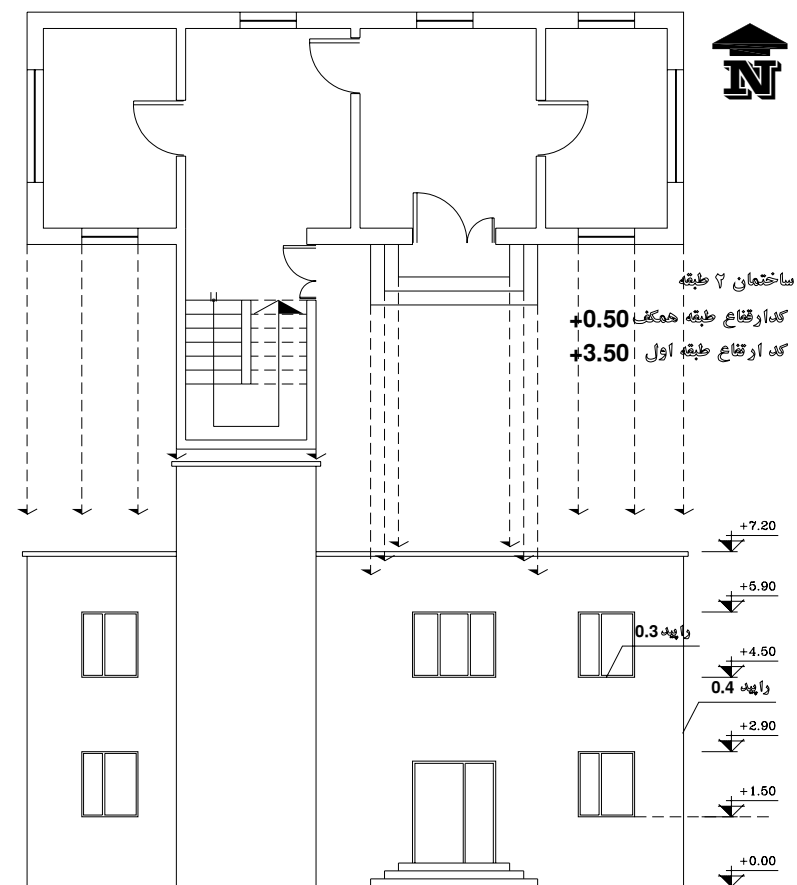 N
ساختمان ۲ طبقه
کدارقفاع طبقه همکف +0.50
کد ارتفاع طبقه اول +3.50
+7.20
+5.90
راپید 0.3
+4.50
راپید 0.4
+2.90
+1.50
+0.00